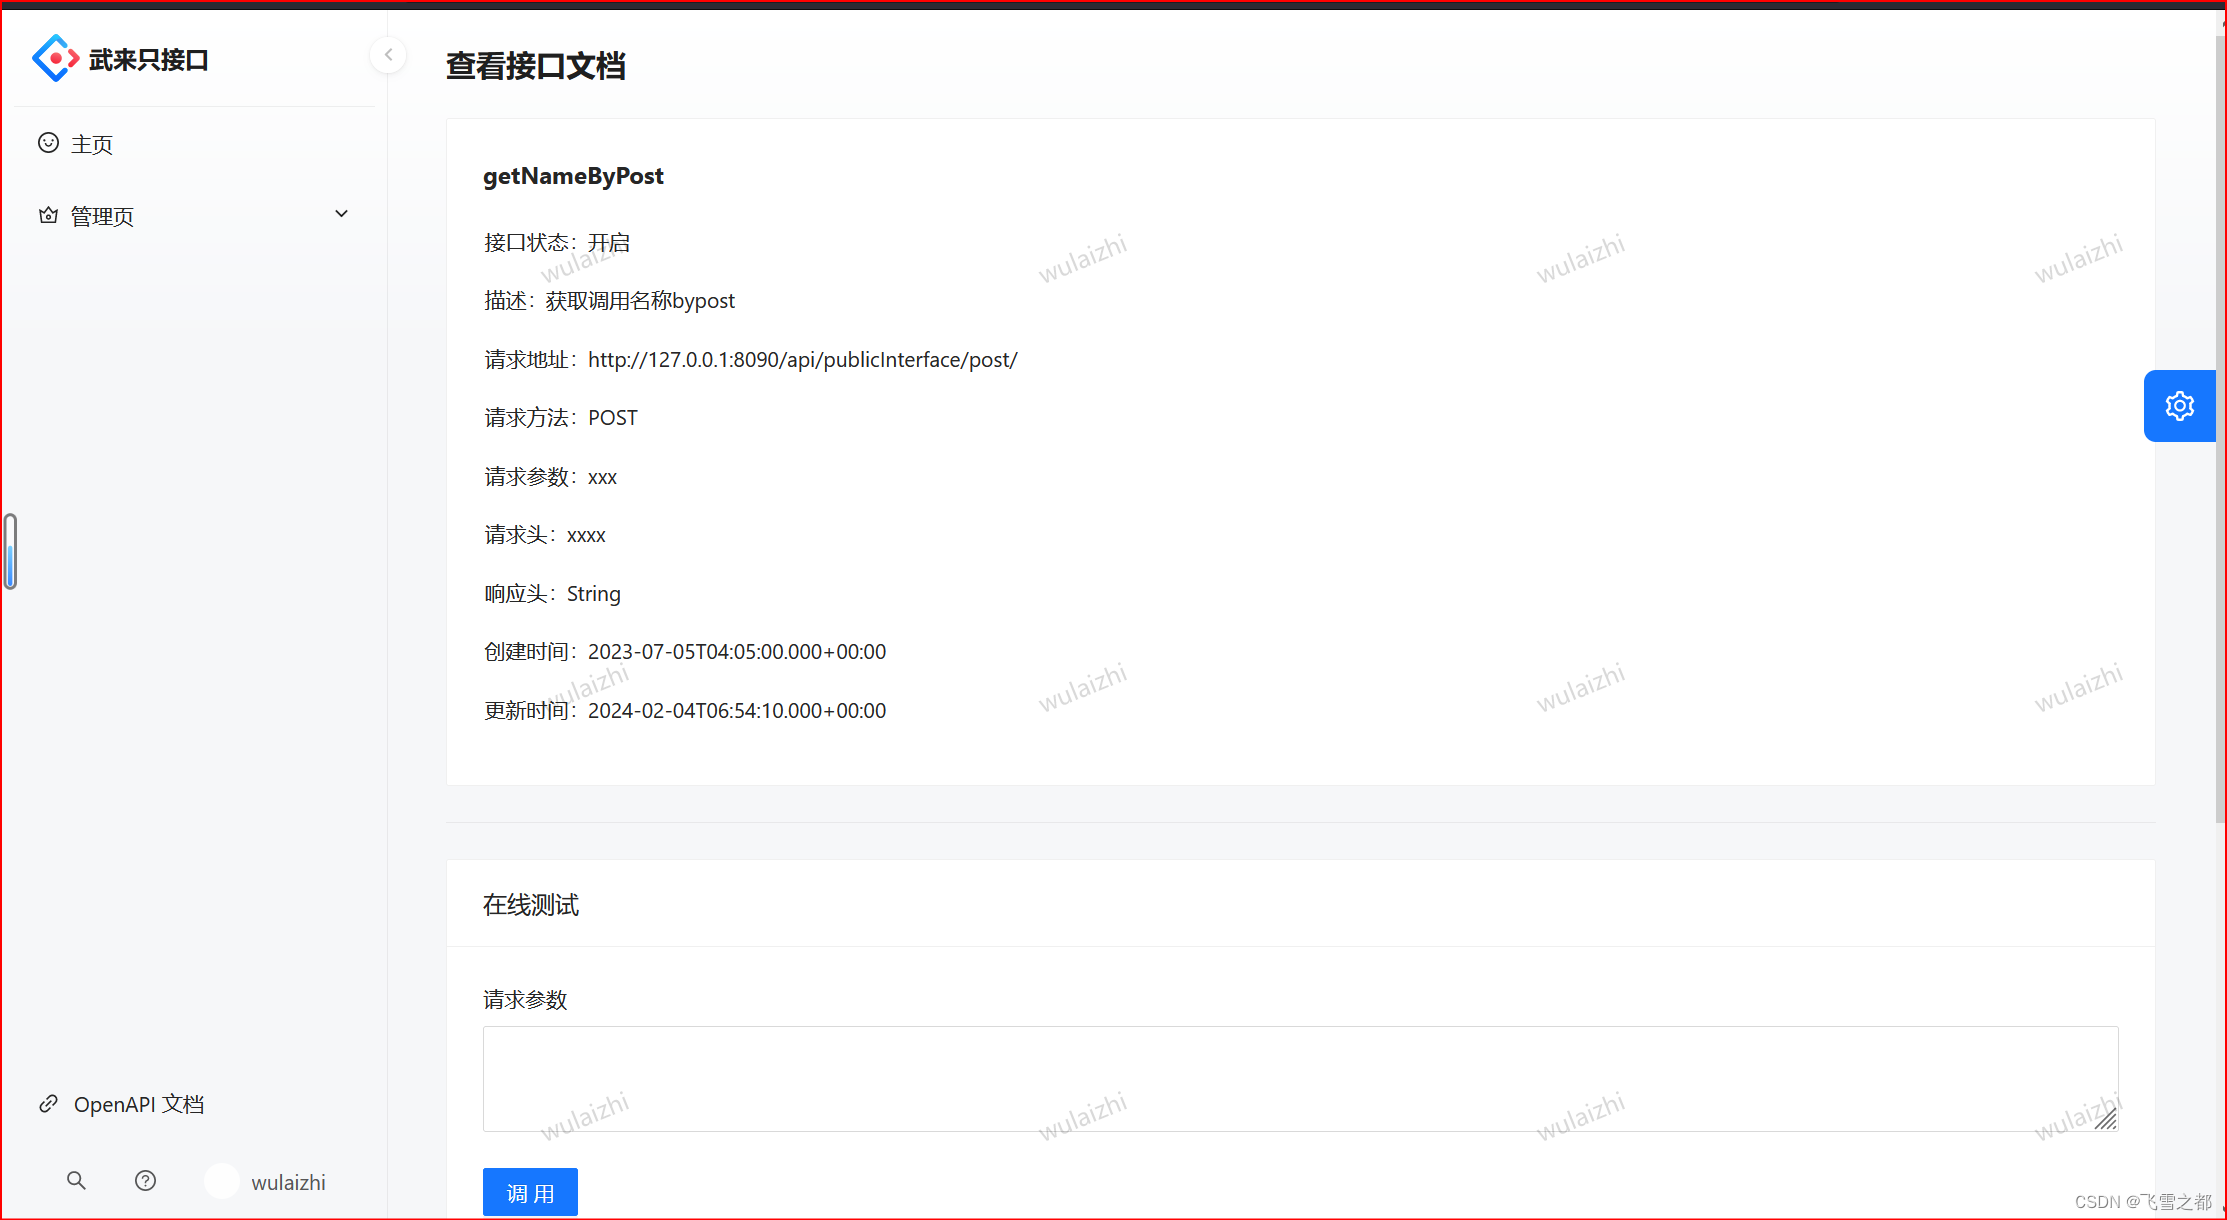 武来只接口
主页
管理页
OpenAPI 文档
wulaizhi
查看接口文档
getNameByPost
接口状态：开启
描述：获取调用名称bypost
请求地址：http://127.0.0.1:8090/api/publicInterface/post/
请求方法：POST
请求参数：xxx
请求头：xxxx
响应头：String
创建时间：2023-07-05T04:05:00.000+00:00
更新时间：2024-02-04T06:54:10.000+00:00
wulaizhi wulaizhi wulaizhi wulaizhi
wulaizhi wulaizhi wulaizhi wulaizhi
在线测试
请求参数
wulaizhi wulaizhi wulaizhi wulaizhi
调 用
CSDN @飞雪之都